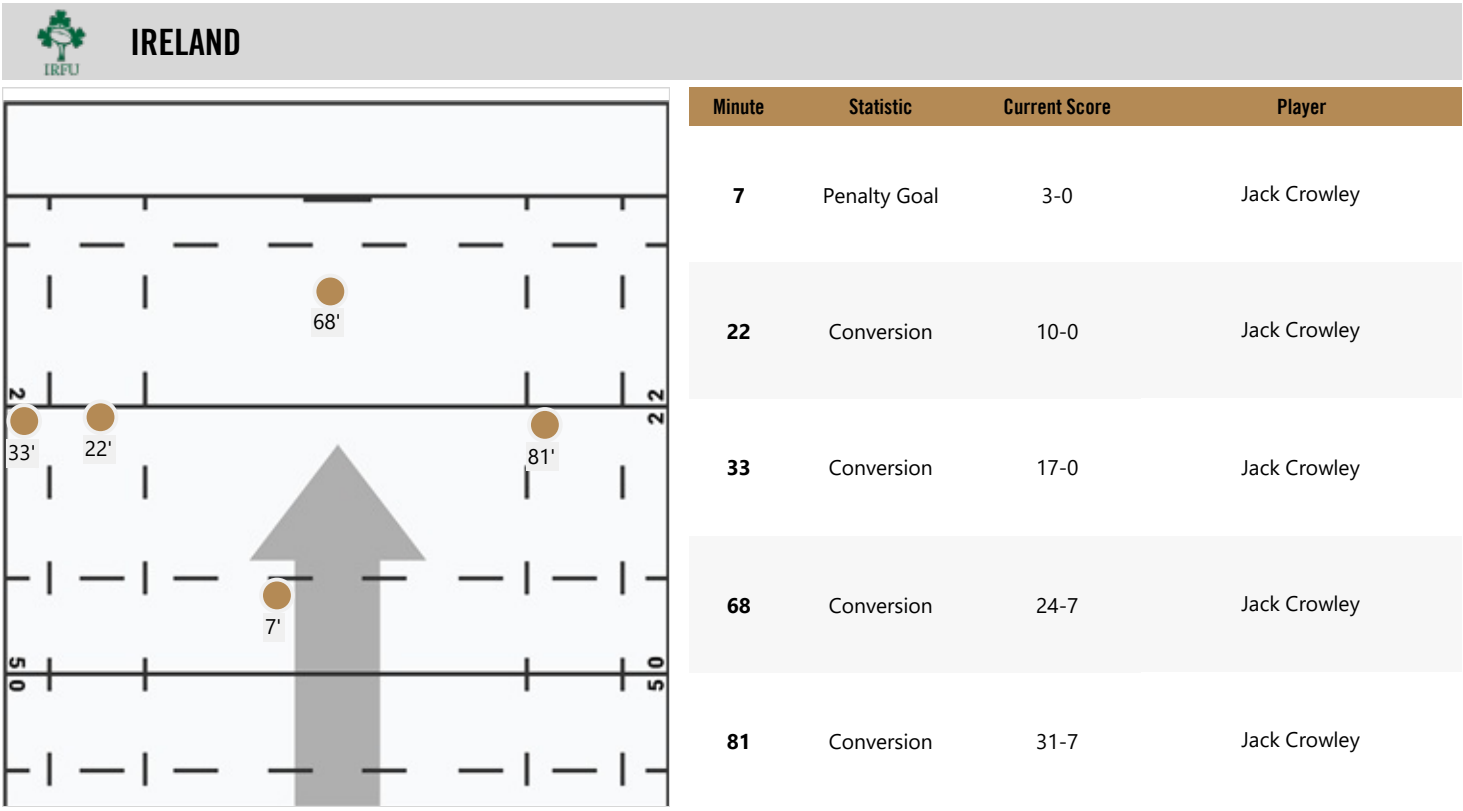 IRFU
IRELAND
68'
2 2
2
33' 22' 81'
7'
5 0
0 5
Minute Statistic Current Score Player
7 Penalty Goal 3-0 Jack Crowley
22 Conversion 10-0 Jack Crowley
33 Conversion 17-0 Jack Crowley
68 Conversion 24-7 Jack Crowley
81 Conversion 31-7 Jack Crowley